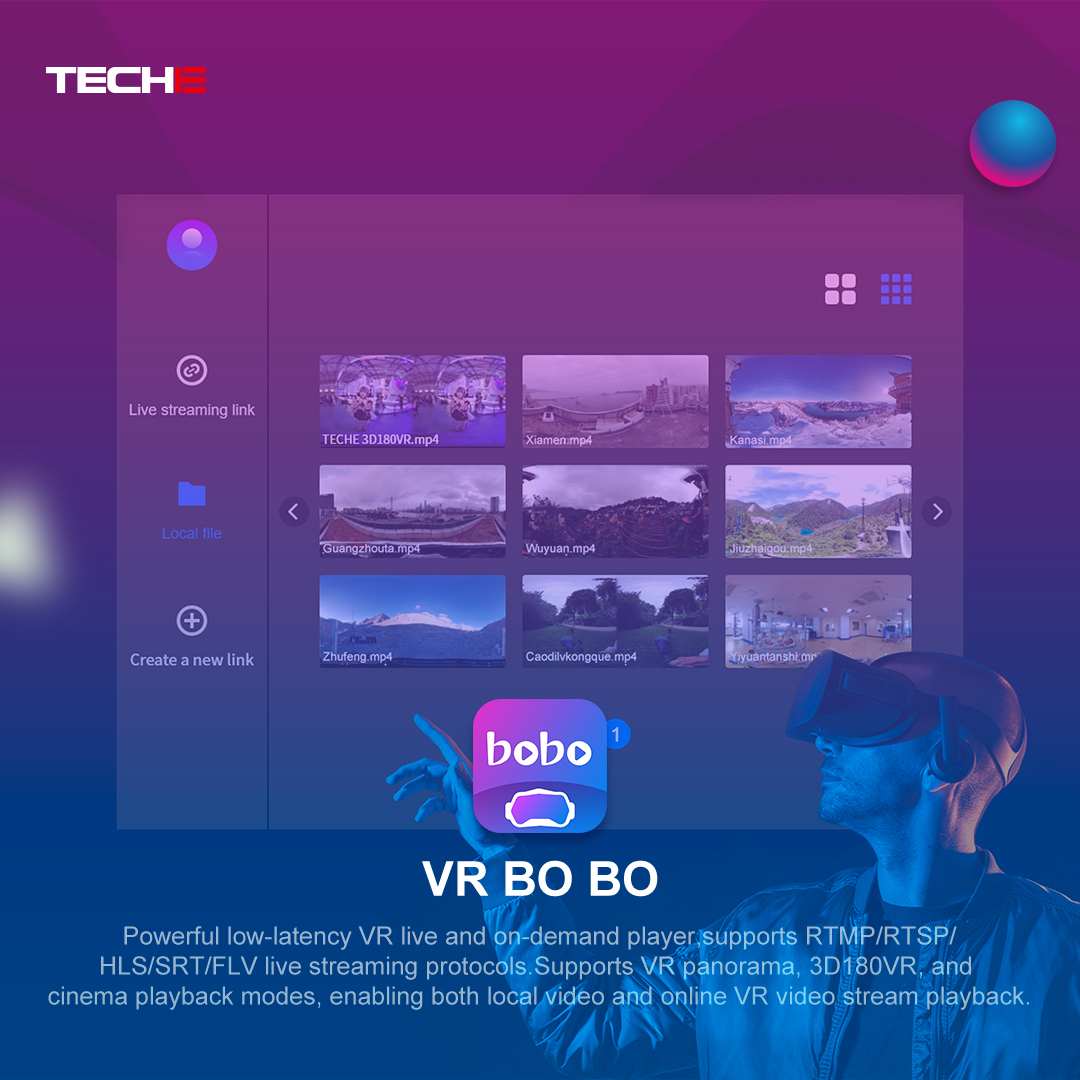 TECHE
Live streaming link
Local file
Create a new link
TECHE 3D180VR.mp4
Xiamen.mp4
Kanasi.mp4
Guangzhouta.mp4
Wuyuan.mp4
Jiuzhaigou.mp4
Zhufeng.mp4
Caodilvkongque.mp4
Yiyuantanshi.mp
bobo
1
VR BO BO
Powerful low-latency VR live and on-demand player,supports RTMP/RTSP/
HLS/SRT/FLV live streaming protocols.Supports VR panorama, 3D180VR, and
cinema playback modes, enabling both local video and online VR video stream playback.